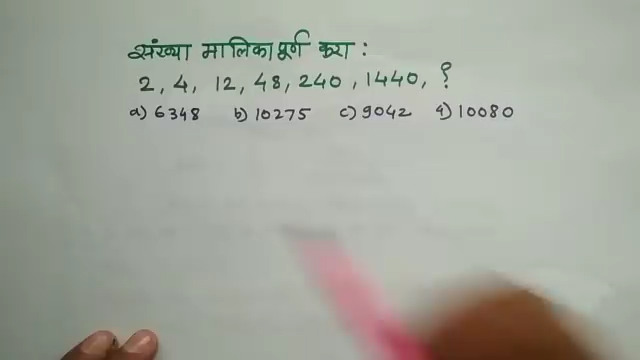 संख्या मालिका पूर्ण करा :
2, 4, 12, 48, 240, 1440, ?
a) 6348 b) 10275 c) 9042 d) 10080